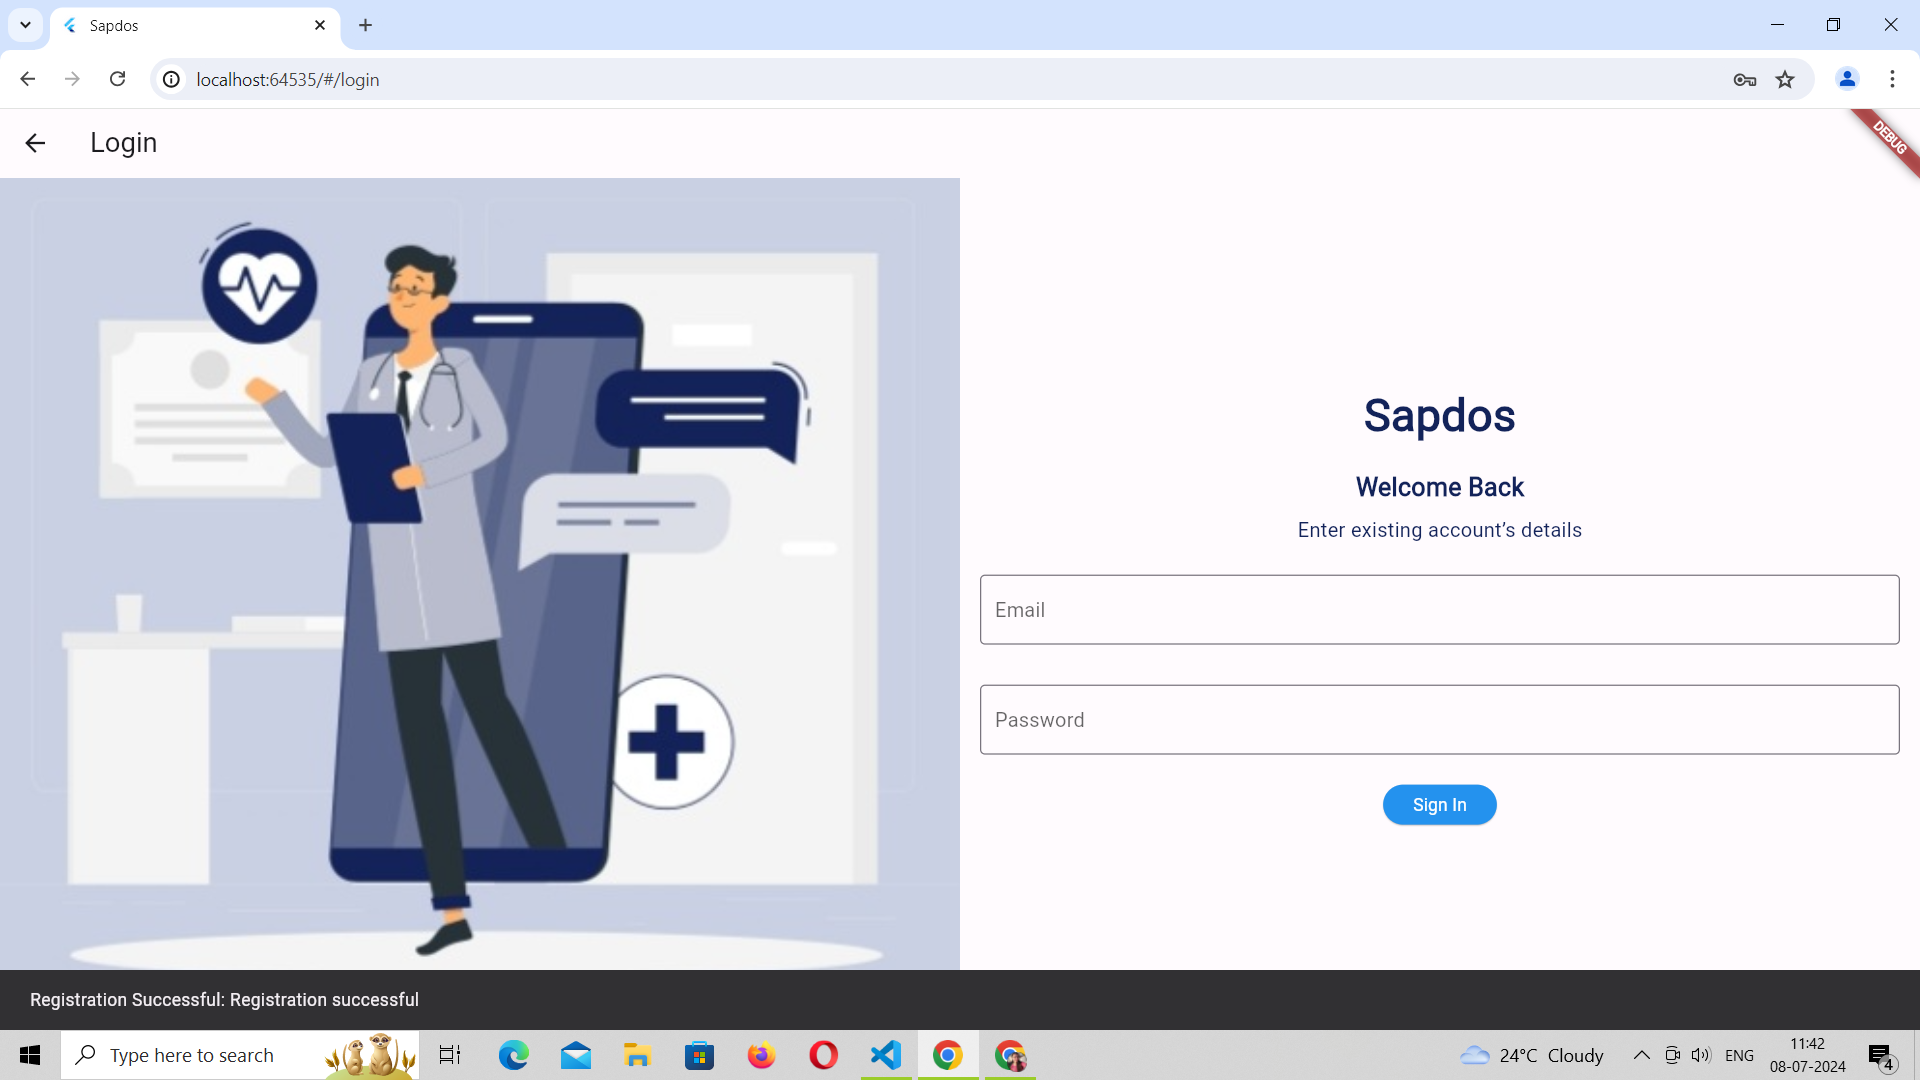 Sapdos
localhost:64535/#/login
Login
DEBUG
Sapdos
Welcome Back
Enter existing account’s details
Email
Password
Sign In
Registration Successful: Registration successful
Type here to search
24°C Cloudy
ENG
11:42
08-07-2024
4